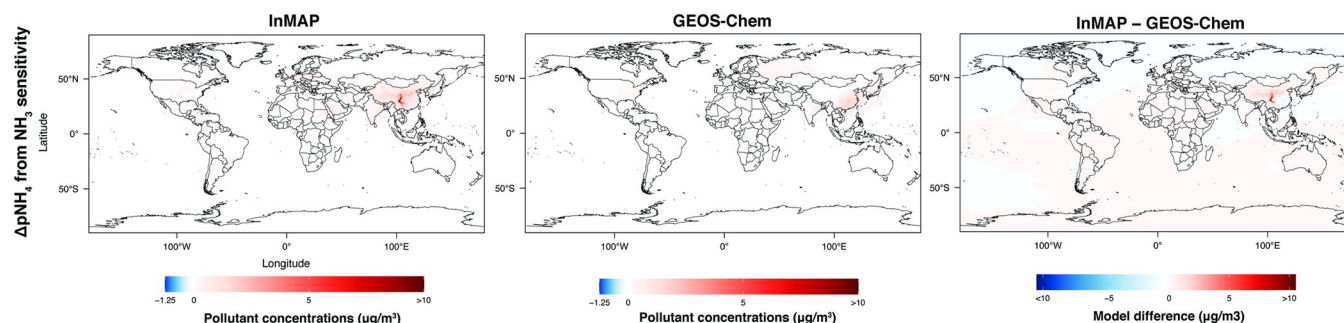 InMAP
GEOS-Chem
InMAP – GEOS-Chem
ΔpNH₄ from NH₃ sensitivity
Latitude
50°N
0°
50°S
100°W
0°
100°E
Longitude
50°N
0°
50°S
100°W
0°
100°E
50°N
0°
50°S
100°W
0°
100°E
−1.25
0
5
>10
Pollutant concentrations (µg/m³)
−1.25
0
5
>10
Pollutant concentrations (µg/m³)
<10
−5
0
5
>10
Model difference (µg/m3)